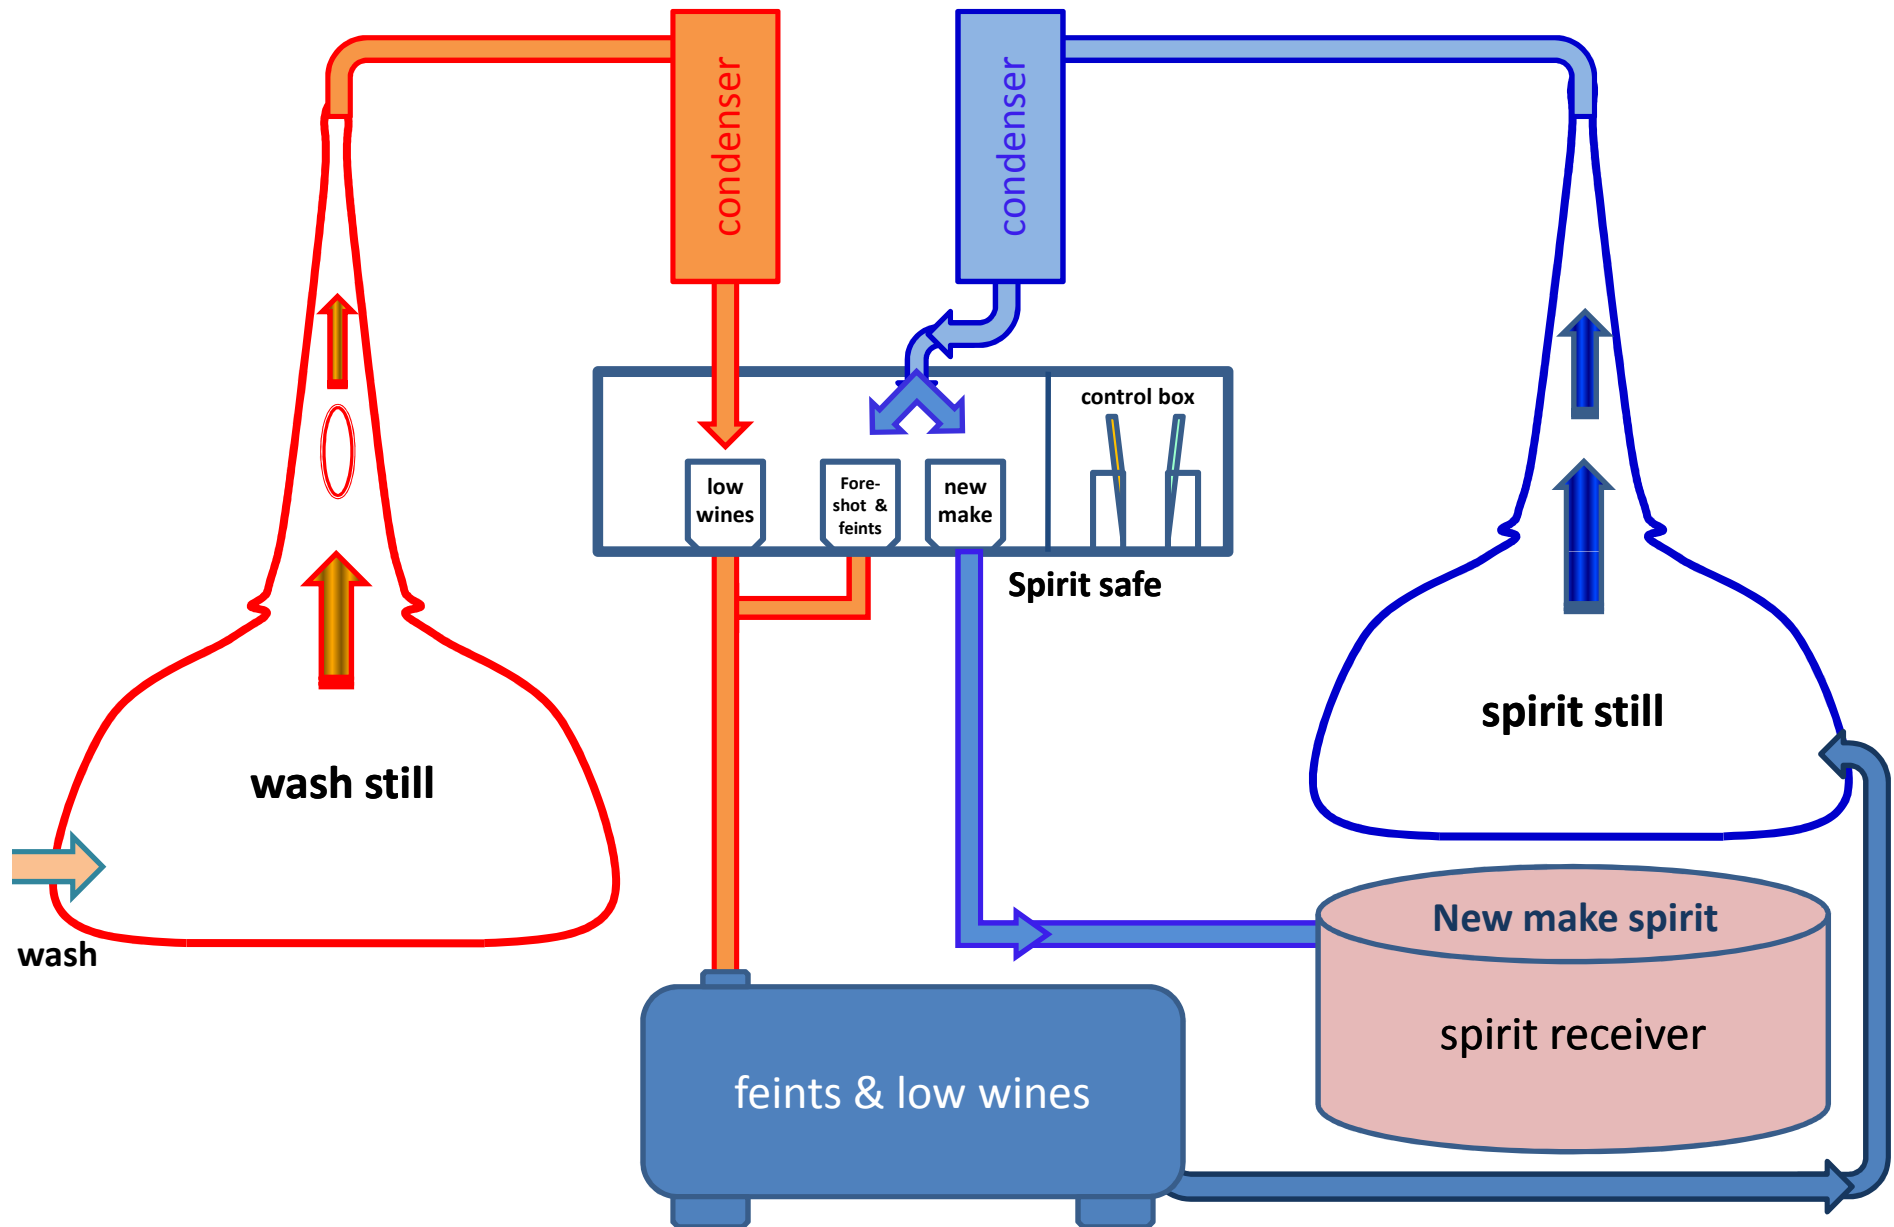 condenser
condenser
control box
low
wines
Fore-
shot & 
feints
new
make
Spirit safe
wash still
spirit still
wash
New make spirit
spirit receiver
feints & low wines